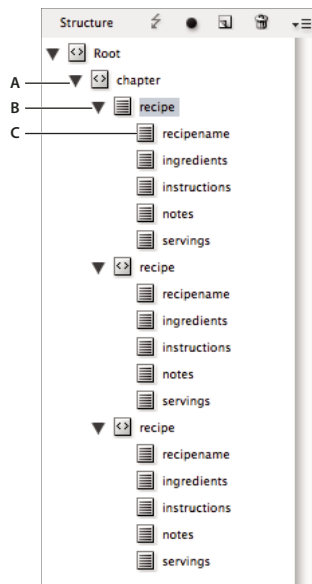 Structure
Root
A chapter
B recipe
C recipename
ingredients
instructions
notes
servings
recipe
recipename
ingredients
instructions
notes
servings
recipe
recipename
ingredients
instructions
notes
servings